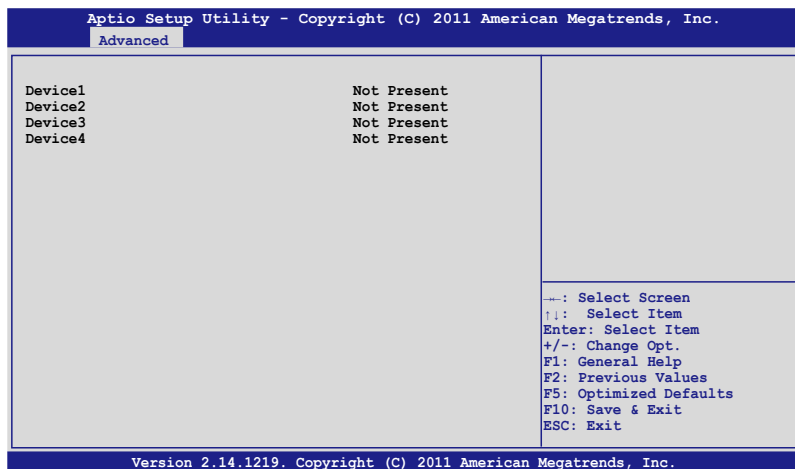 Aptio Setup Utility - Copyright (C) 2011 American Megatrends, Inc.
Advanced
Device1 Not Present
Device2 Not Present
Device3 Not Present
Device4 Not Present
→←: Select Screen
↑↓: Select Item
Enter: Select Item
+/-: Change Opt.
F1: General Help
F2: Previous Values
F5: Optimized Defaults
F10: Save & Exit
ESC: Exit
Version 2.14.1219. Copyright (C) 2011 American Megatrends, Inc.